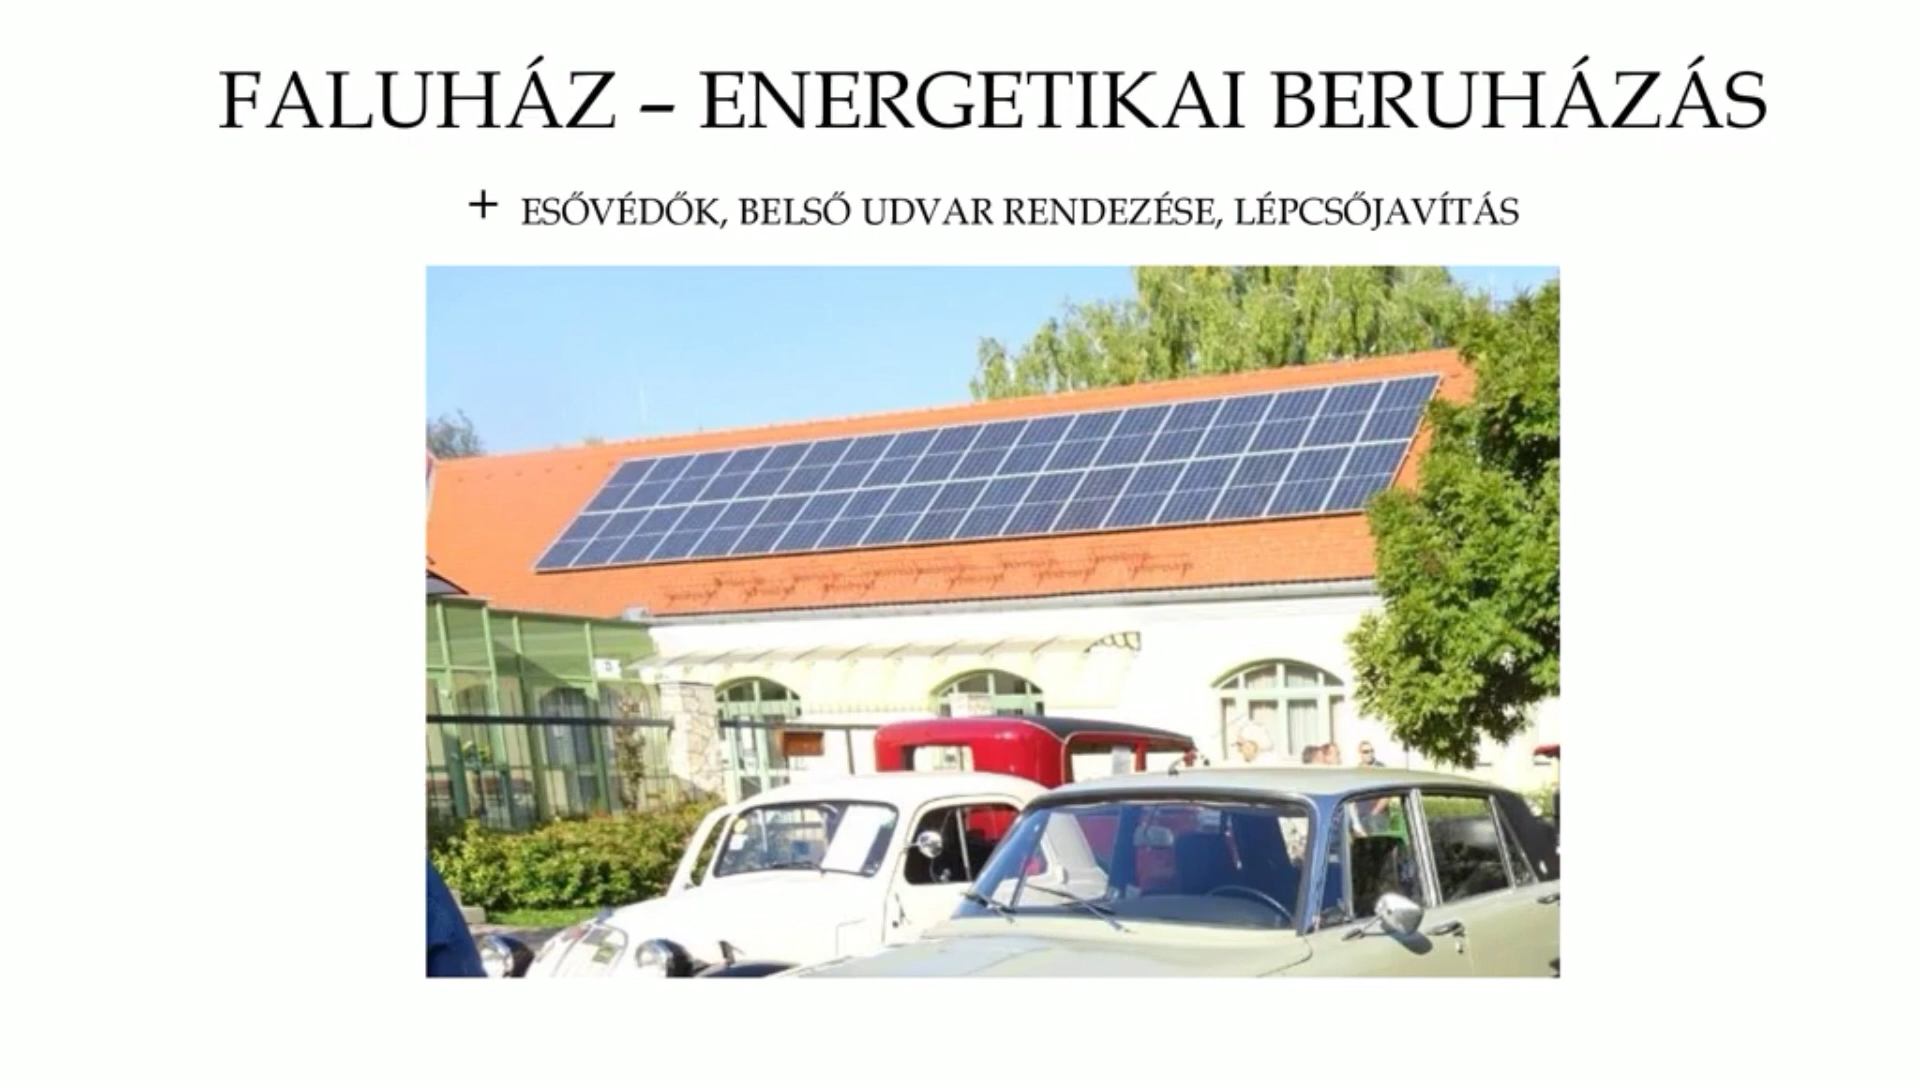 FALUHÁZ – ENERGETIKAI BERUHÁZÁS
+ ESŐVÉDŐK, BELSŐ UDVAR RENDEZÉSE, LÉPCSŐJAVÍTÁS